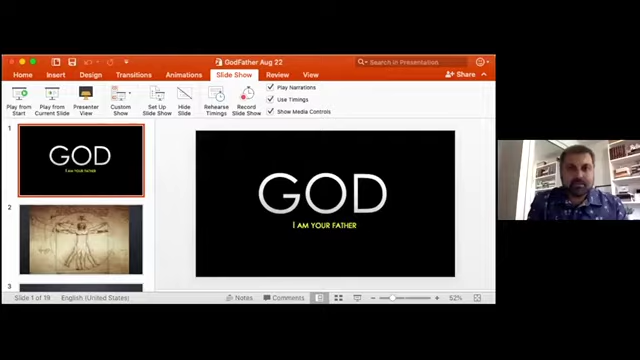 GodFather Aug 22
Search in Presentation
Home Insert Design Transitions Animations Slide Show Review View Share
Play from Start
Play from Current Slide
Presenter View
Custom Show
Set Up Slide Show
Hide Slide
Rehearse Timings
Record Slide Show
Play Narrations
Use Timings
Show Media Controls
1
GOD
I AM YOUR FATHER
2
3
GOD
I AM YOUR FATHER
Slide 1 of 19 English (United States) Notes Comments 52%